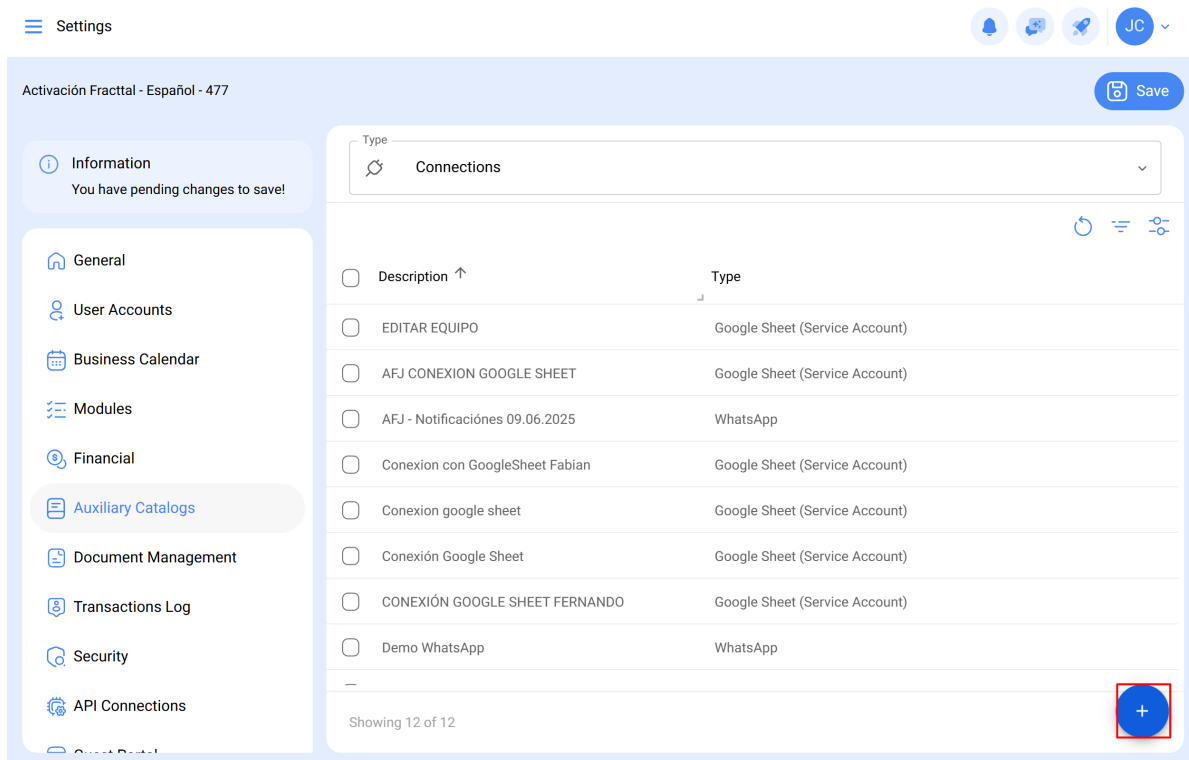 Settings
JC
Activación Fracttal - Español - 477
Save
Information
You have pending changes to save!
General
User Accounts
Business Calendar
Modules
Financial
Auxiliary Catalogs
Document Management
Transactions Log
Security
API Connections
Type
Connections
Description Type
EDITAR EQUIPO Google Sheet (Service Account)
AFJ CONEXION GOOGLE SHEET Google Sheet (Service Account)
AFJ - Notificaciónes 09.06.2025 WhatsApp
Conexion con GoogleSheet Fabian Google Sheet (Service Account)
Conexion google sheet Google Sheet (Service Account)
Conexión Google Sheet Google Sheet (Service Account)
CONEXIÓN GOOGLE SHEET FERNANDO Google Sheet (Service Account)
Demo WhatsApp WhatsApp
Showing 12 of 12